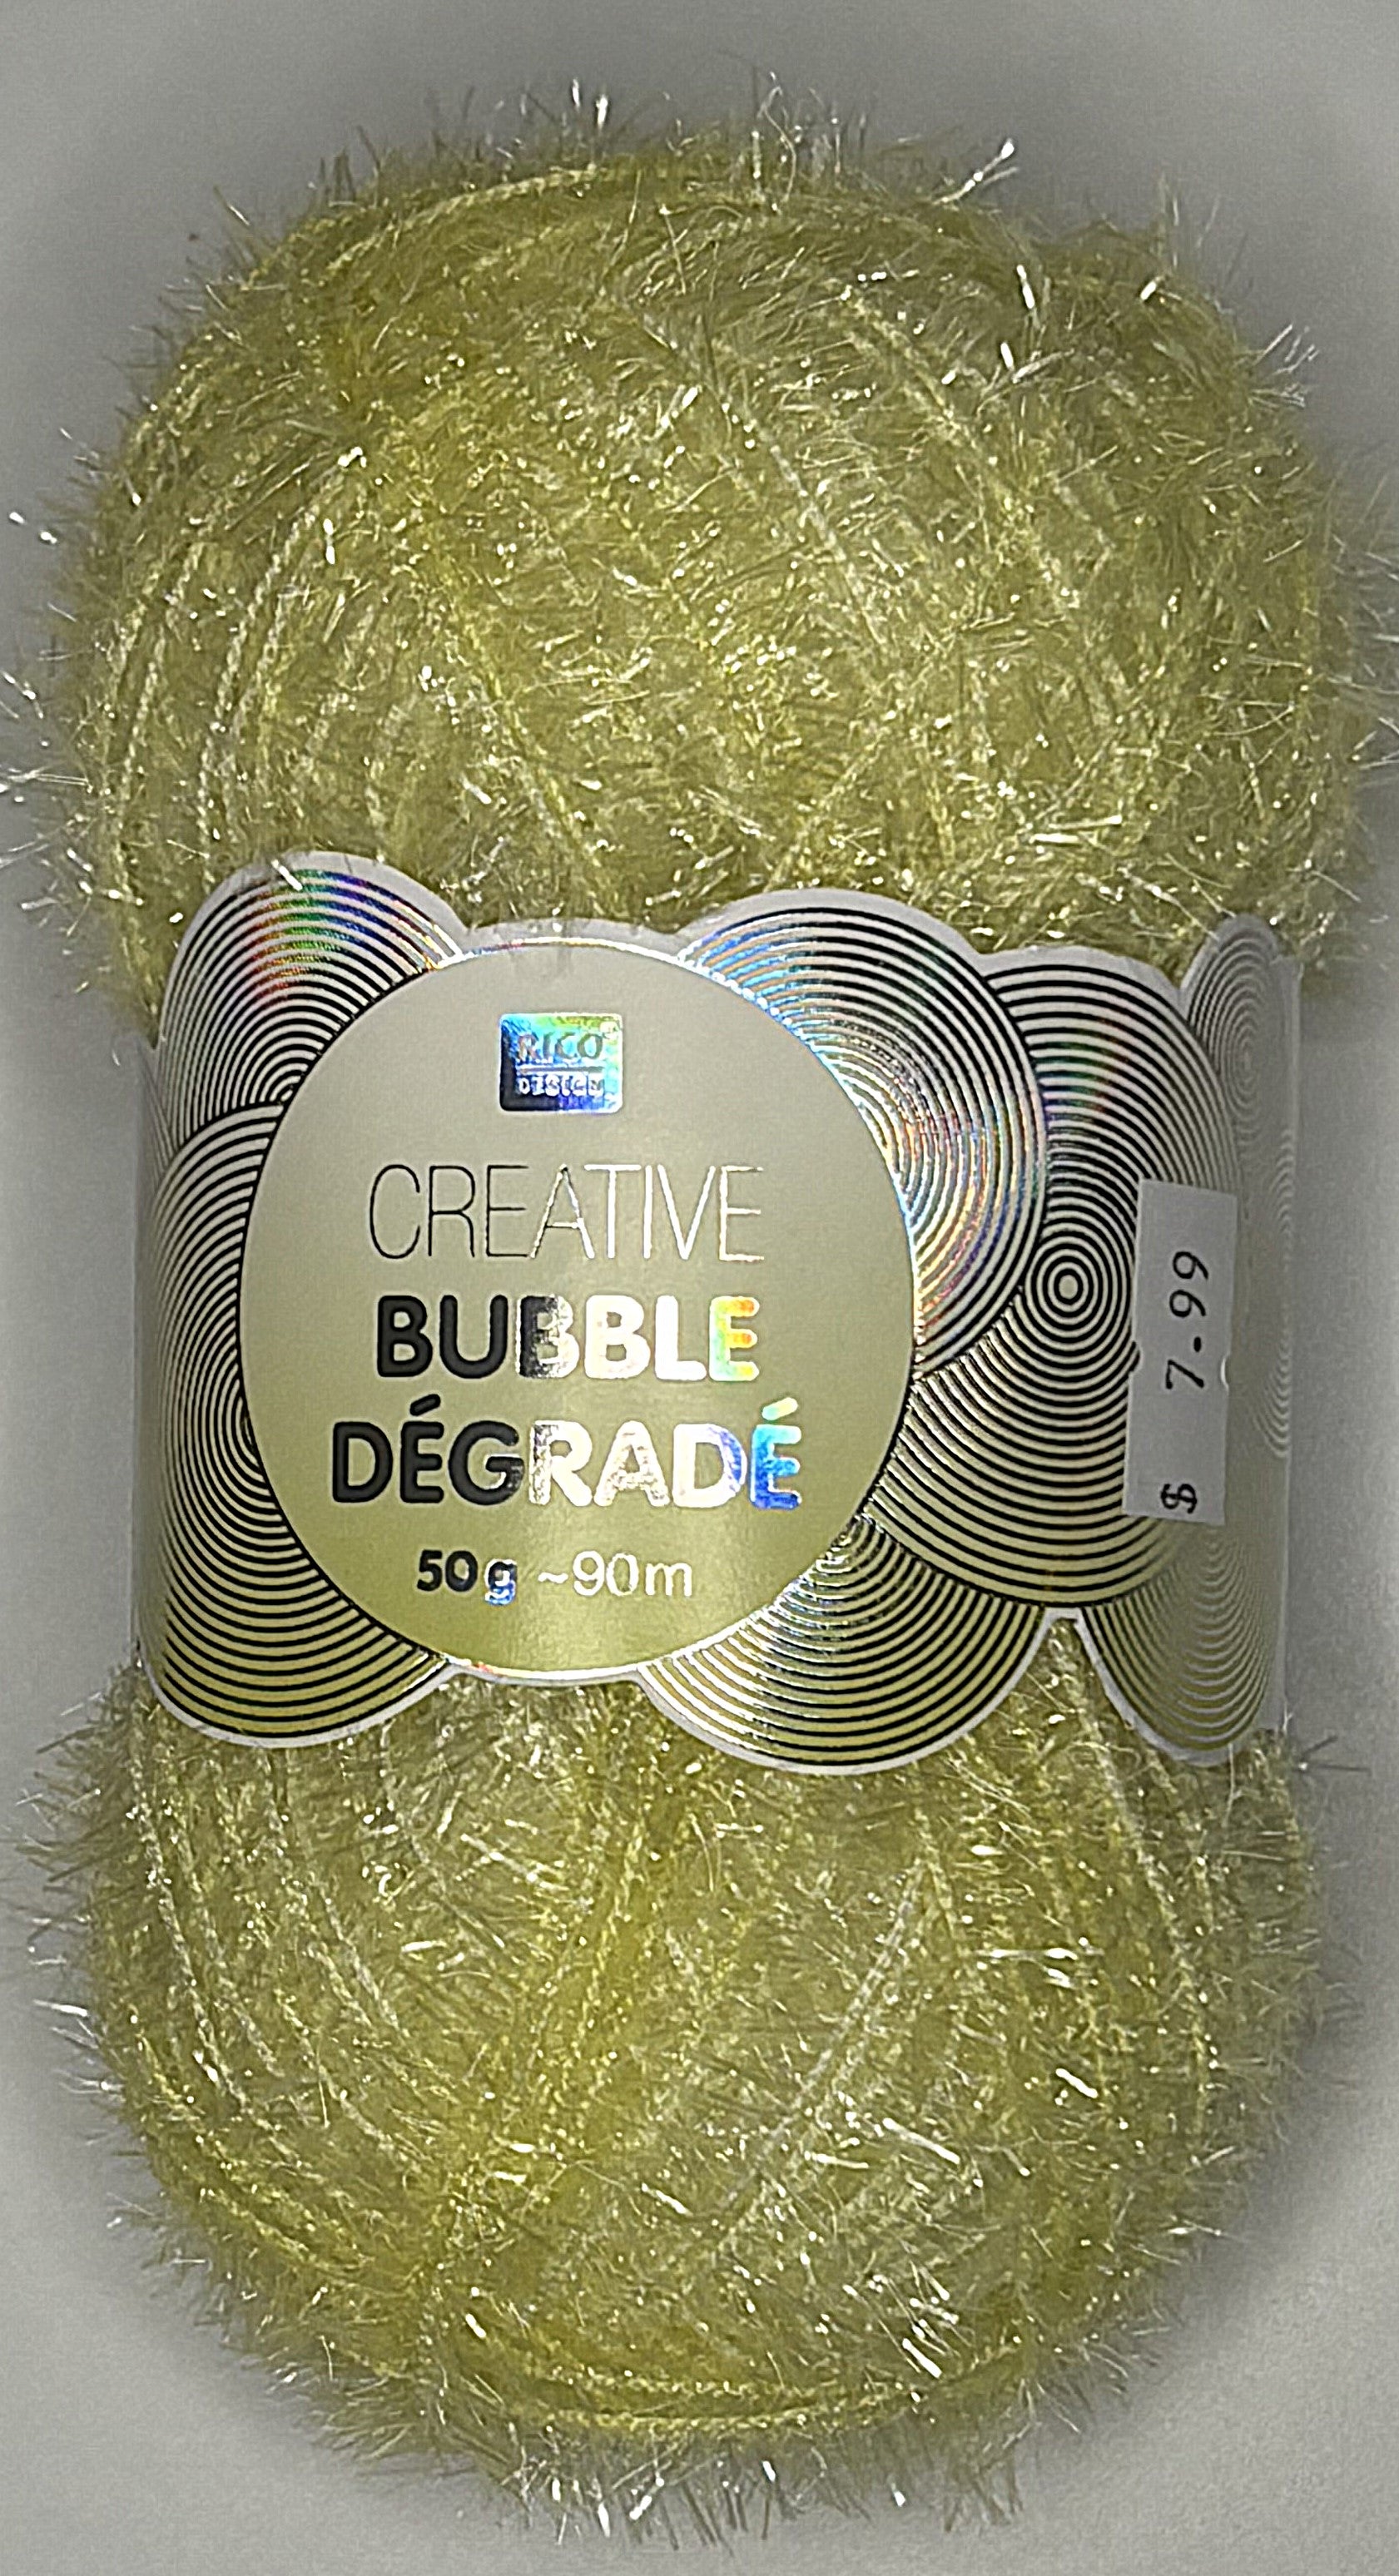 RICO®
DESIGN
CREATIVE
BUBBLE
DÉGRADÉ
50g ~90m
$ 7.99